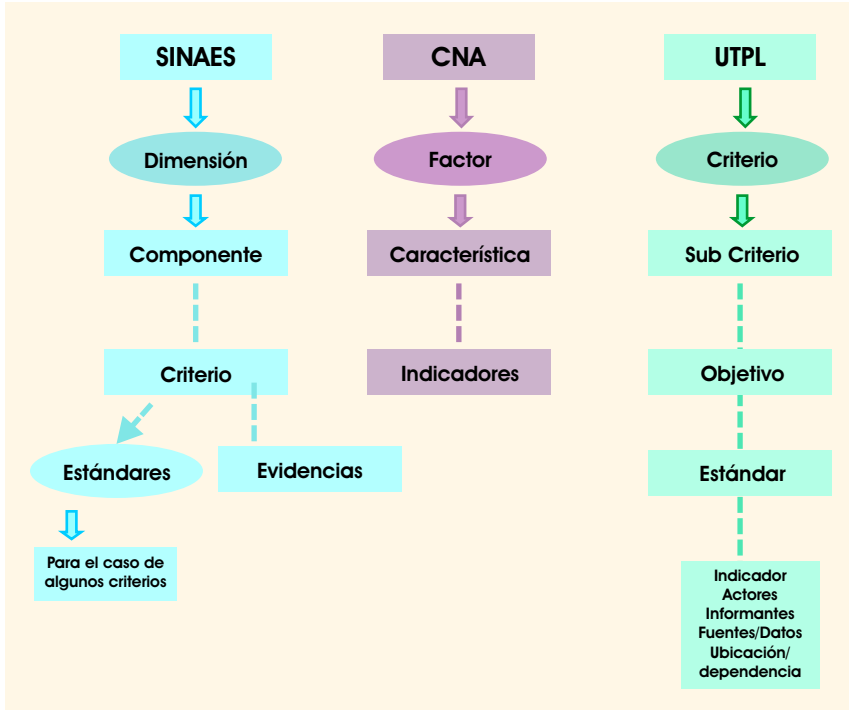 SINAES
CNA
UTPL
Dimensión
Factor
Criterio
Componente
Característica
Sub Criterio
Criterio
Indicadores
Objetivo
Estándares
Evidencias
Estándar
Para el caso de
algunos criterios
Indicador
Actores
Informantes
Fuentes/Datos
Ubicación/
dependencia